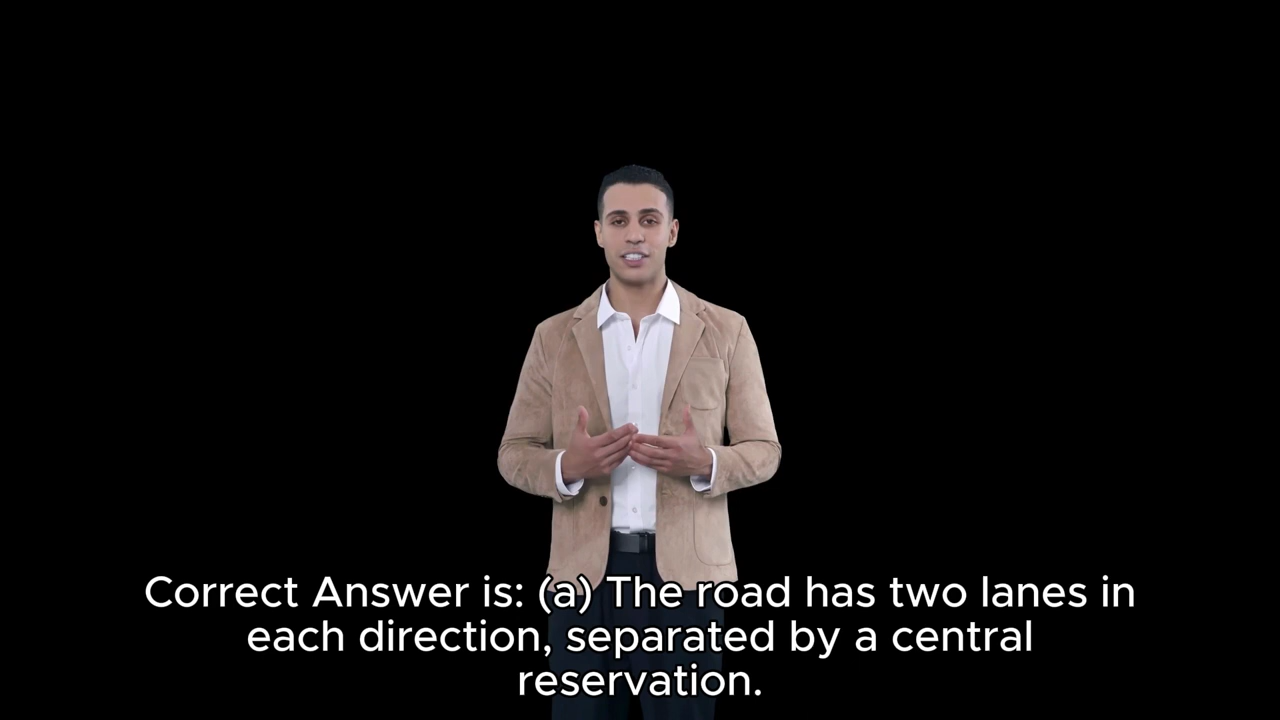 Correct Answer is: (a) The road has two lanes in
each direction, separated by a central
reservation.